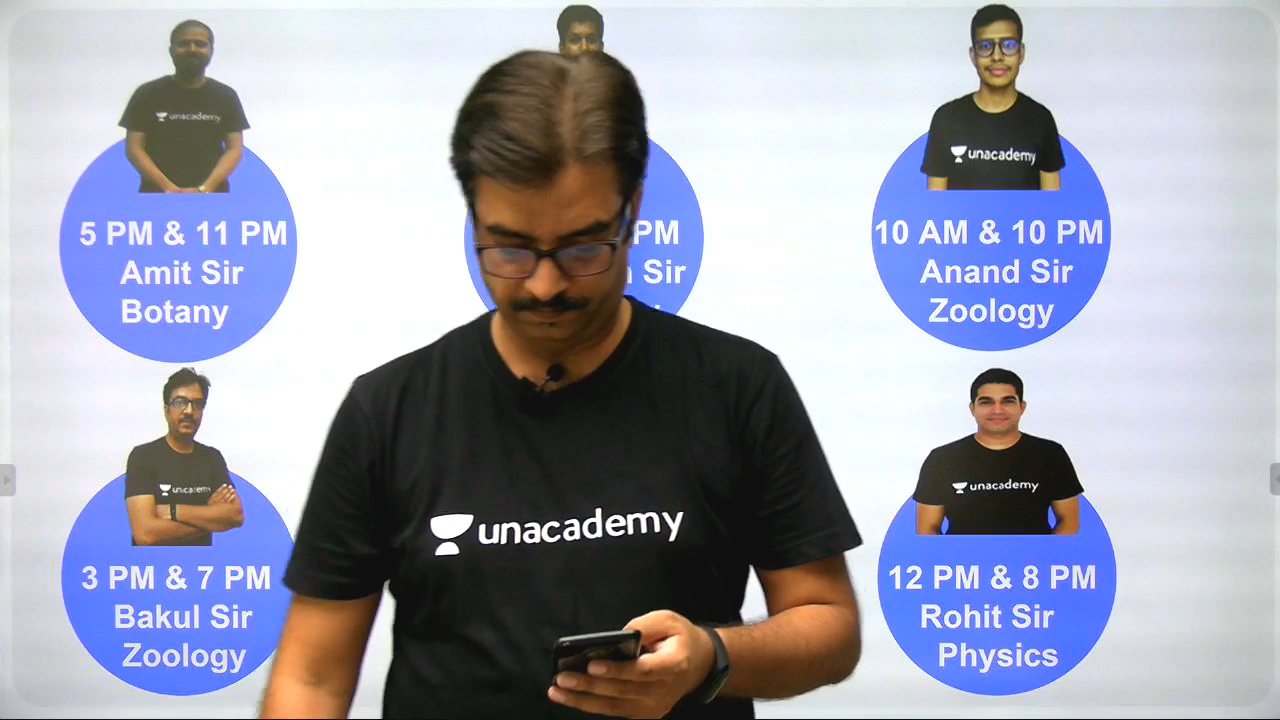 unacademy
unacademy
5 PM & 11 PM
Amit Sir
Botany
PM
Sir
10 AM & 10 PM
Anand Sir
Zoology
unacademy
unacademy
unacademy
3 PM & 7 PM
Bakul Sir
Zoology
12 PM & 8 PM
Rohit Sir
Physics